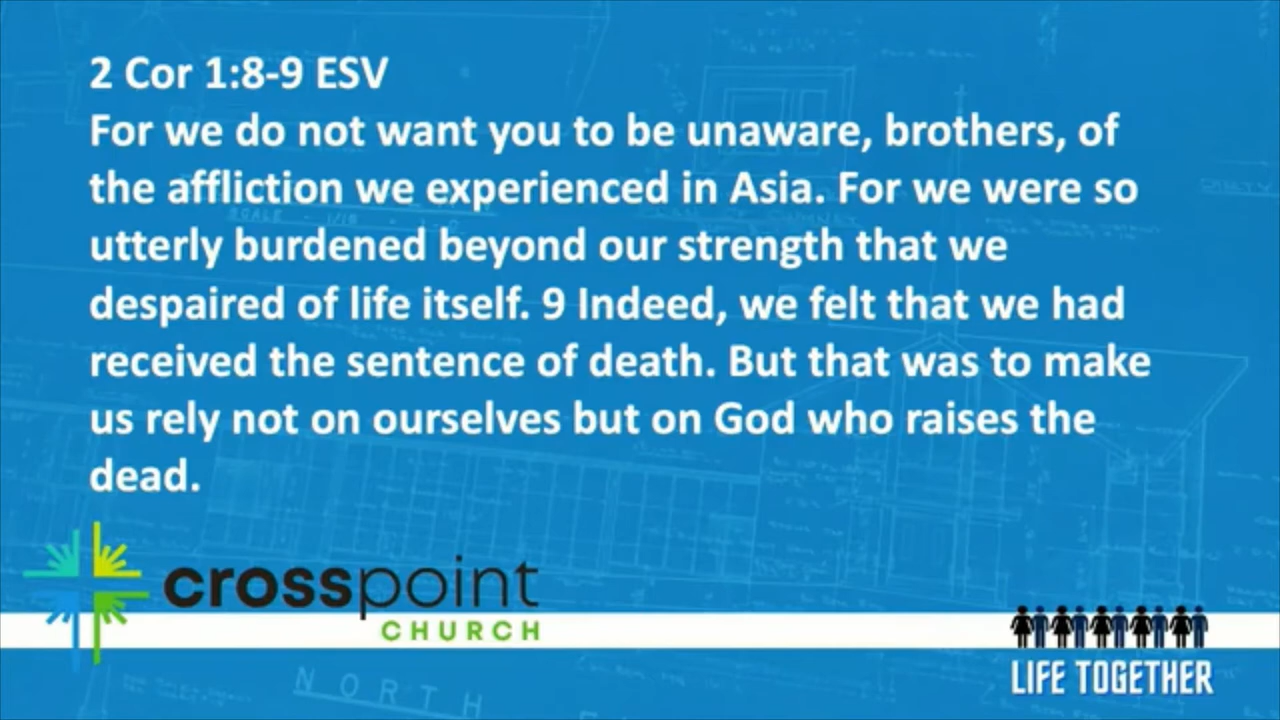 2 Cor 1:8-9 ESV
For we do not want you to be unaware, brothers, of
the affliction we experienced in Asia. For we were so
utterly burdened beyond our strength that we
despaired of life itself. 9 Indeed, we felt that we had
received the sentence of death. But that was to make
us rely not on ourselves but on God who raises the
dead.
crosspoint
CHURCH
LIFE TOGETHER
NORTH